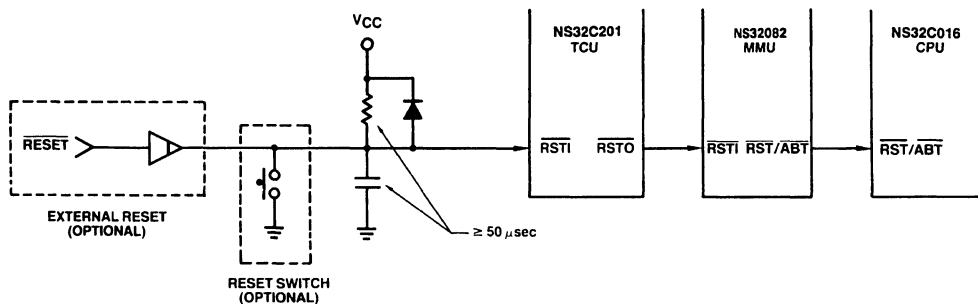 VCC
NS32C201
TCU
NS32082
MMU
NS32C016
CPU
RESET
RSTI
RSTO
RSTI
RST/ABT
RST/ABT
EXTERNAL RESET
(OPTIONAL)
≥ 50 μsec
RESET SWITCH
(OPTIONAL)